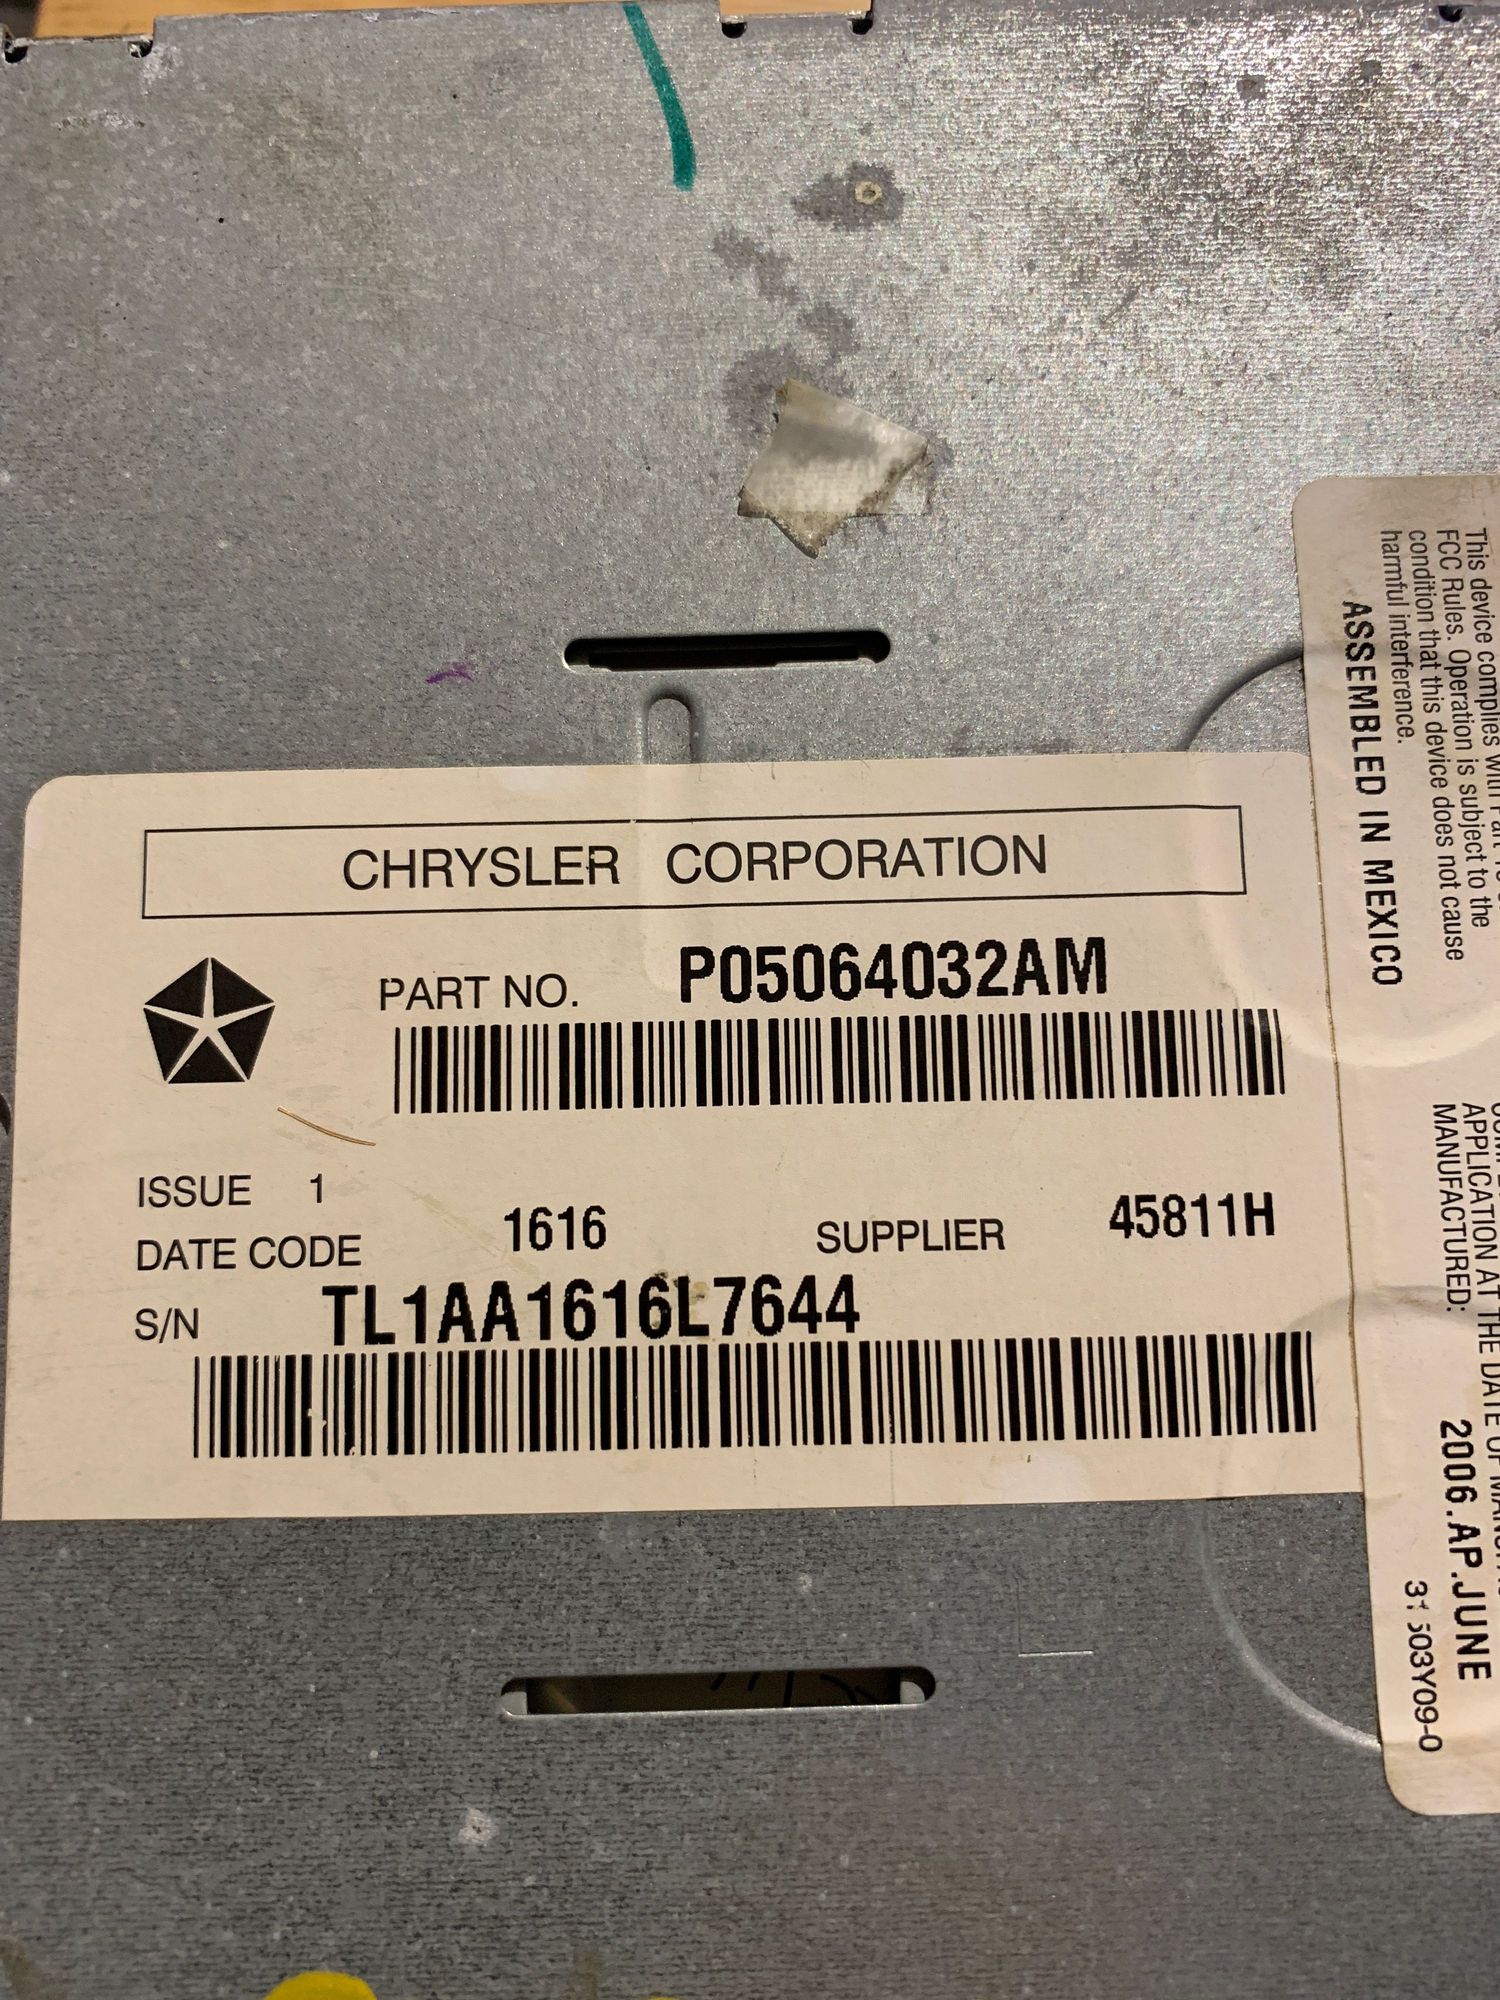 CHRYSLER CORPORATION
PART NO. P05064032AM
ISSUE 1
DATE CODE 1616 SUPPLIER 45811H
S/N TL1AA1616L7644
This device complies with
FCC Rules. Operation is subject to the
condition that this device does not cause
harmful interference.
ASSEMBLED IN MEXICO
APPLICATION AT THE DATE OF
MANUFACTURED:
2006.AP.JUNE
503Y09-0